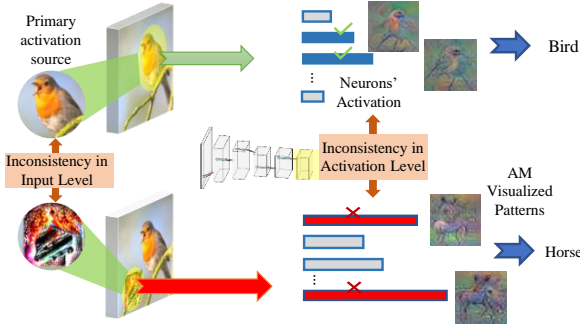 Primary
activation
source
Neurons'
Activation
Bird
Inconsistency in
Input Level
Inconsistency in
Activation Level
AM
Visualized
Patterns
Horse